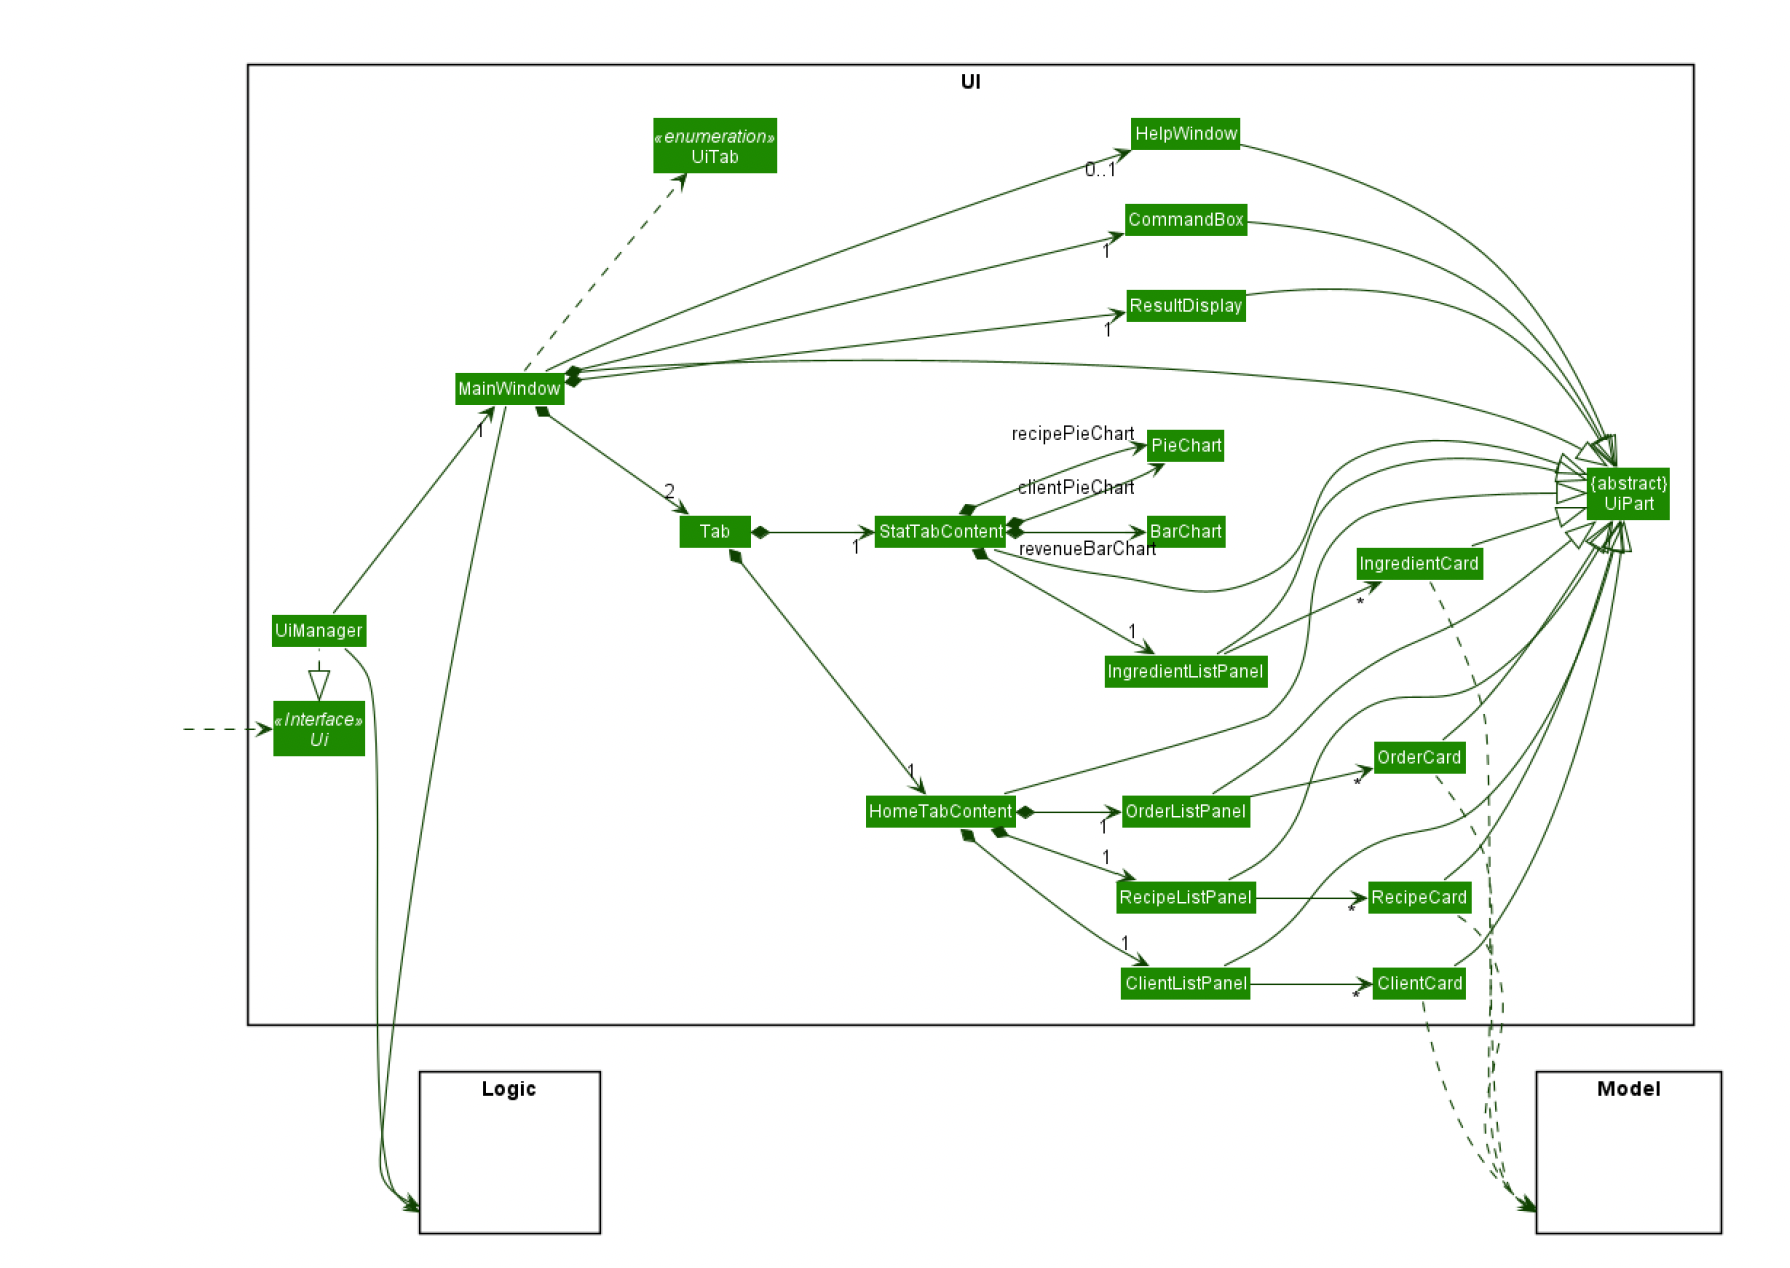 UI
«enumeration»
UiTab
HelpWindow
0..1
CommandBox
1
ResultDisplay
1
MainWindow
1
recipePieChart
PieChart
clientPieChart
2
{abstract}
UiPart
Tab
1
StatTabContent
BarChart
revenueBarChart
IngredientCard
*
1
IngredientListPanel
UiManager
«Interface»
Ui
OrderCard
*
1
HomeTabContent
OrderListPanel
1
1
RecipeListPanel
*
RecipeCard
1
ClientListPanel
*
ClientCard
Logic
Model